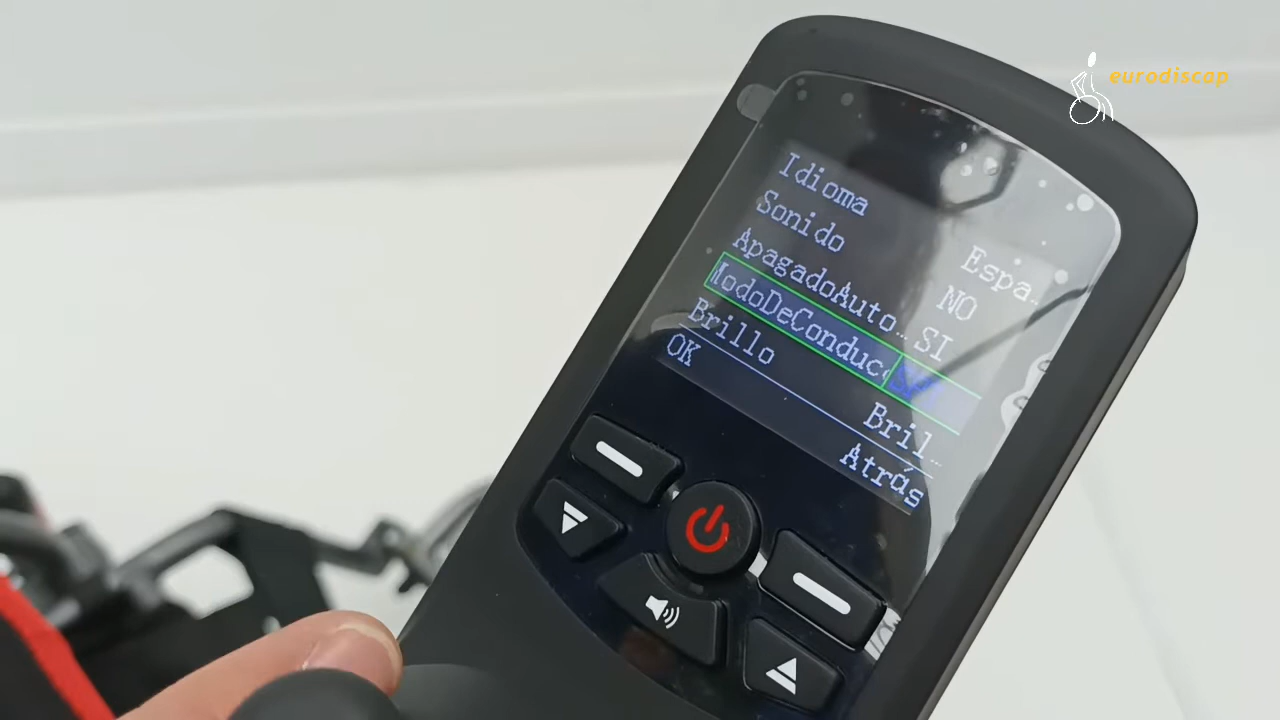 eurodiscap
Idioma Espa…
Sonido NO
ApagadoAuto… SI
ModoDeConduc
Brillo Bril…
OK Atrás